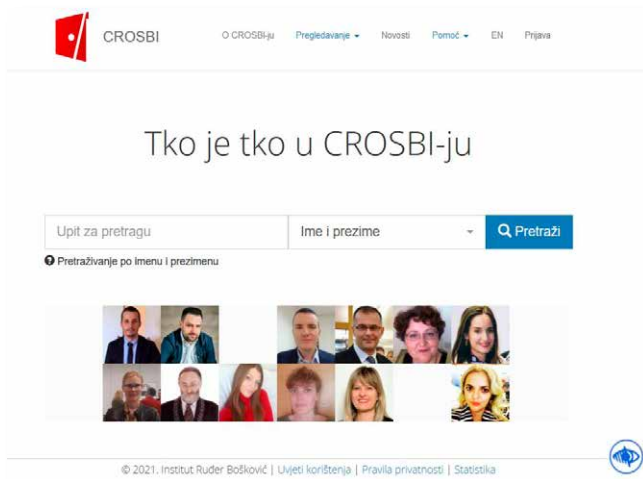 CROSBI O CROSBI-ju Pregledavanje Novosti Pomoć EN Prijava
Tko je tko u CROSBI-ju
Upit za pretragu Ime i prezime Pretraži
Pretraživanje po imenu i prezimenu
© 2021. Institut Ruđer Bošković | Uvjeti korištenja | Pravila privatnosti | Statistika